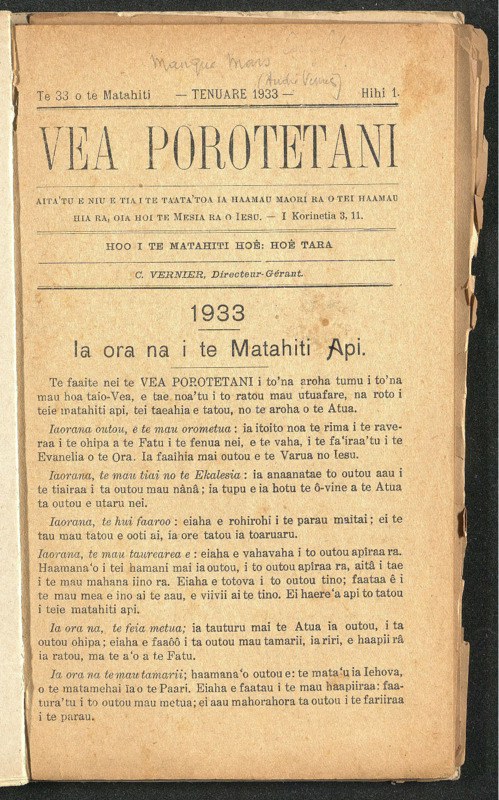 Manque Mars
(André Vernier)
Te 33 o te Matahiti — TENUARE 1933 — Hihi 1.
VEA POROTETANI
AITA'TU E NIU E TIA I TE TAATA'TOA IA HAAMAU MAORI RA O TEI HAAMAU
HIA RA, OIA HOI TE MESIA RA O IESU. — I Korinetia 3, 11.
HOO I TE MATAHITI HOÊ: HOÊ TARA
C. VERNIER, Directeur-Gérant.
1933
Ia ora na i te Matahiti Api.
Te faaite nei te VEA POROTETANI i to'na aroha tumu i to'na
mau hoa taio-Vea, e tae noa'tu i to ratou mau utuafare, na roto i
teie matahiti api, tei taeahia e tatou, no te aroha o te Atua.
Iaorana outou, e te mau orometua : ia itoito noa te rima i te rave-
raa i te ohipa a te Fatu i te fenua nei, e te vaha, i te fa'iraa'tu i te
Evanelia o te Ora. Ia faaihia mai outou e te Varua no Iesu.
Iaorana, te mau tiai no te Ekalesia : ia anaanatae to outou aau i
te tiairaa i ta outou mau nânâ ; ia tupu e ia hotu te ô-vine a te Atua
ta outou e utaru nei.
Iaorana, te hui faaroo : eiaha e rohirohi i te parau maitai ; ei te
tau mau tatou e ooti ai, ia ore tatou ia toaruaru.
Iaorana, te mau taurearea e : eiaha e vahavaha i to outou apîraa ra.
Haamana'o i tei hamani mai ia outou, i to outou apîraa ra, aitâ i tae
i te mau mahana iino ra. Eiaha e totova i to outou tino; faataa ê i
te mau mea e ino ai te aau, e viivii ai te tino. Ei haere'a api to tatou
i teie matahiti api.
Ia ora na, te feia metua; ia tauturu mai te Atua ia outou, i ta
outou ohipa ; eiaha e faaôô i ta outou mau tamarii, ia riri, e haapii râ
ia ratou, ma te a'o a te Fatu.
Ia ora na te mau tamarii; haamana'o outou e : te mata'u ia Iehova,
o te matamehai ïa o te Paari. Eiaha e faatau i te mau haapiiraa : faa-
tura'tu i to outou mau metua ; ei aau mahorahora ta outou i te fariiraa
i te parau.